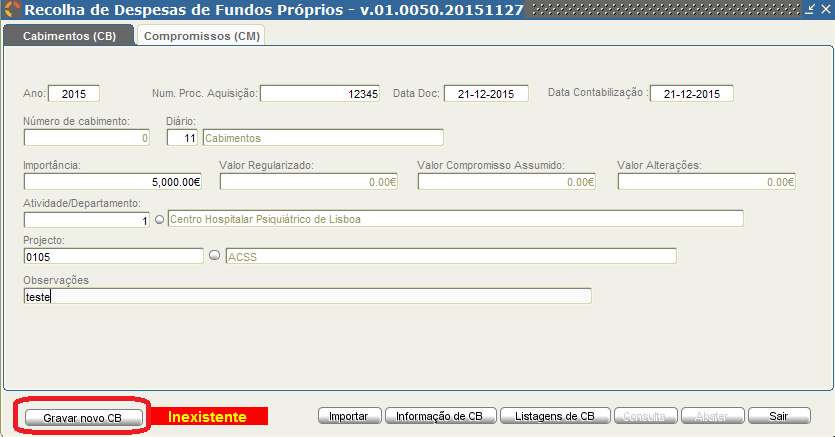 Recolha de Despesas de Fundos Próprios - v.01.0050.20151127
Cabimentos (CB) Compromissos (CM)
Ano: 2015 Num. Proc. Aquisição: 12345 Data Doc: 21-12-2015 Data Contabilização : 21-12-2015
Número de cabimento: Diário:
0 11 Cabimentos
Importância: Valor Regularizado: Valor Compromisso Assumido: Valor Alterações:
5,000.00€ 0.00€ 0.00€ 0.00€
Atividade/Departamento:
1 Centro Hospitalar Psiquiátrico de Lisboa
Projecto:
0105 ACSS
Observações
teste
Gravar novo CB Inexistente Importar Informação de CB Listagens de CB Consulta Abater Sair